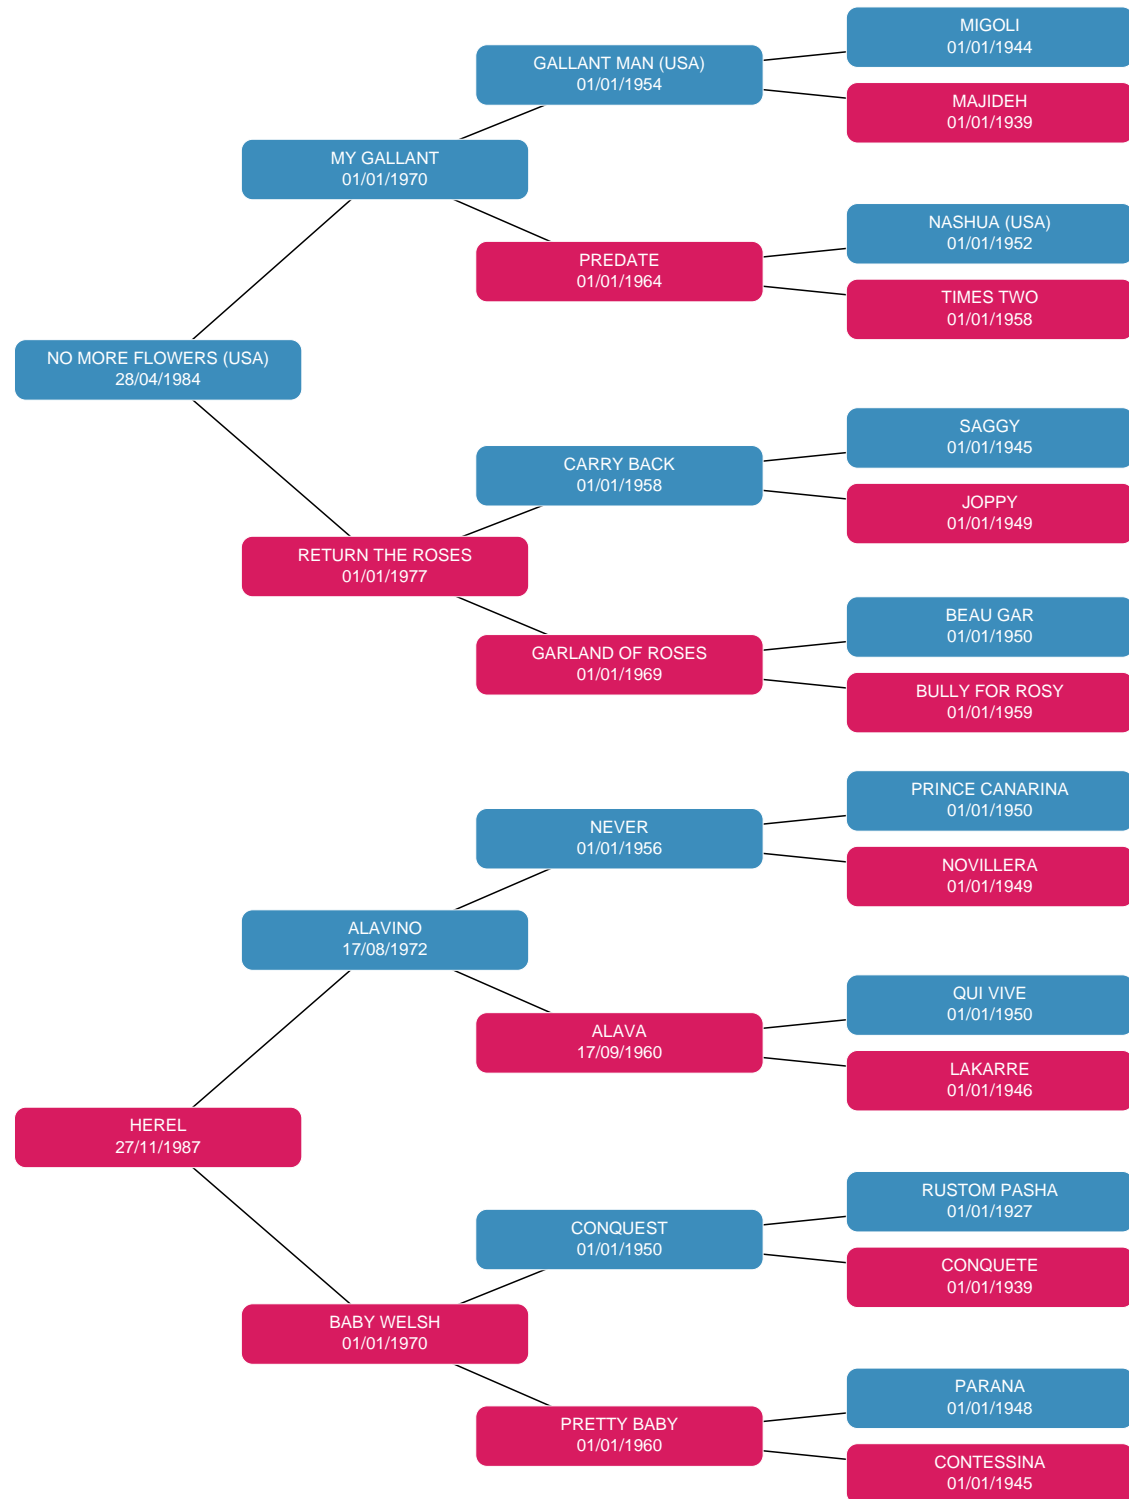 MIGOLI
01/01/1944
GALLANT MAN (USA)
01/01/1954
MAJIDEH
01/01/1939
MY GALLANT
01/01/1970
NASHUA (USA)
01/01/1952
PREDATE
01/01/1964
TIMES TWO
01/01/1958
NO MORE FLOWERS (USA)
28/04/1984
SAGGY
01/01/1945
CARRY BACK
01/01/1958
JOPPY
01/01/1949
RETURN THE ROSES
01/01/1977
BEAU GAR
01/01/1950
GARLAND OF ROSES
01/01/1969
BULLY FOR ROSY
01/01/1959
PRINCE CANARINA
01/01/1950
NEVER
01/01/1956
NOVILLERA
01/01/1949
ALAVINO
17/08/1972
QUI VIVE
01/01/1950
ALAVA
17/09/1960
LAKARRE
01/01/1946
HEREL
27/11/1987
RUSTOM PASHA
01/01/1927
CONQUEST
01/01/1950
CONQUETE
01/01/1939
BABY WELSH
01/01/1970
PARANA
01/01/1948
PRETTY BABY
01/01/1960
CONTESSINA
01/01/1945